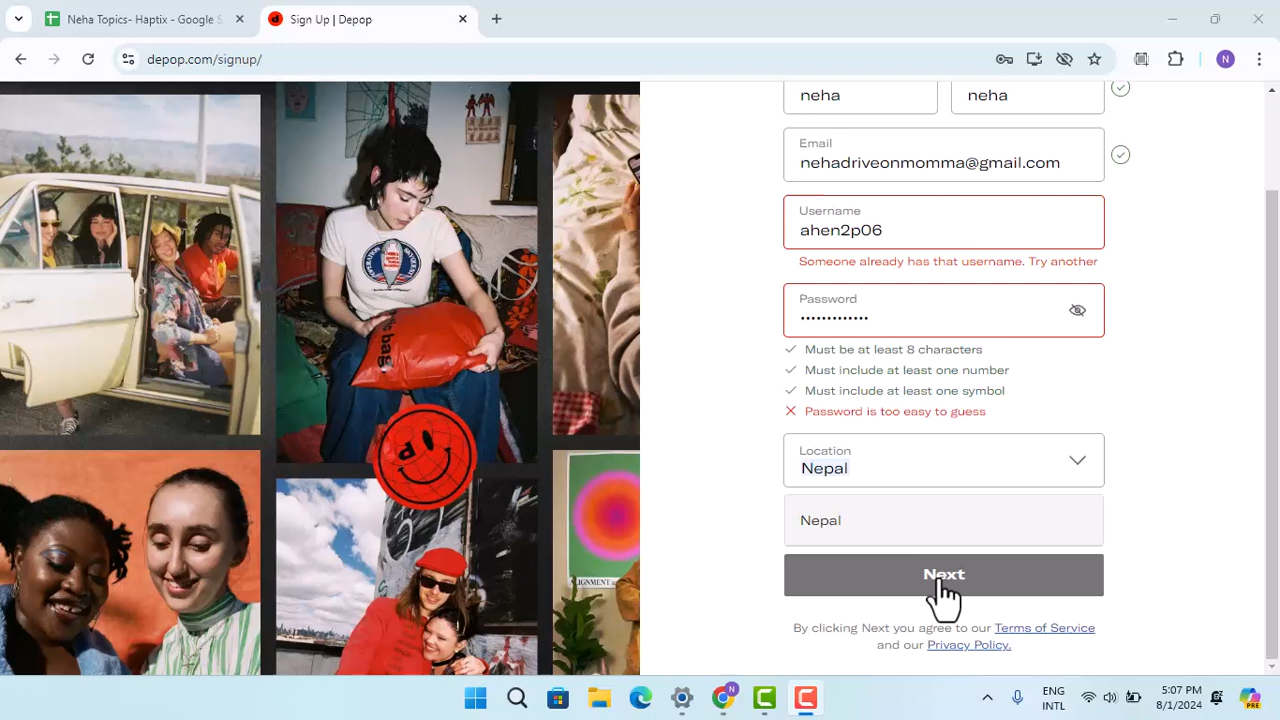 Neha Topics- Haptix - Google S
Sign Up | Depop
depop.com/signup/
N
neha
neha
Email
nehadriveonmomma@gmail.com
Username
ahen2p06
Someone already has that username. Try another
Password
Must be at least 8 characters
Must include at least one number
Must include at least one symbol
Password is too easy to guess
Location
Nepal
Nepal
Next
By clicking Next you agree to our Terms of Service
and our Privacy Policy.
bag
LIGNMENT
N
ENG
INTL
5:07 PM
8/1/2024
PRE